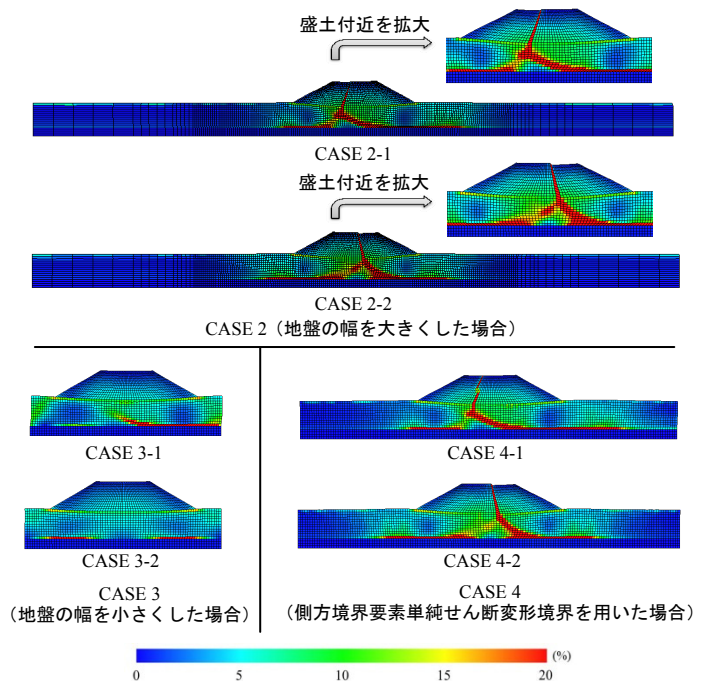 盛土付近を拡大
CASE 2-1
盛土付近を拡大
CASE 2-2
CASE 2（地盤の幅を大きくした場合）
CASE 3-1
CASE 3-2
CASE 3
（地盤の幅を小さくした場合）
CASE 4-1
CASE 4-2
CASE 4
（側方境界要素単純せん断変形境界を用いた場合）
(%)
0 5 10 15 20